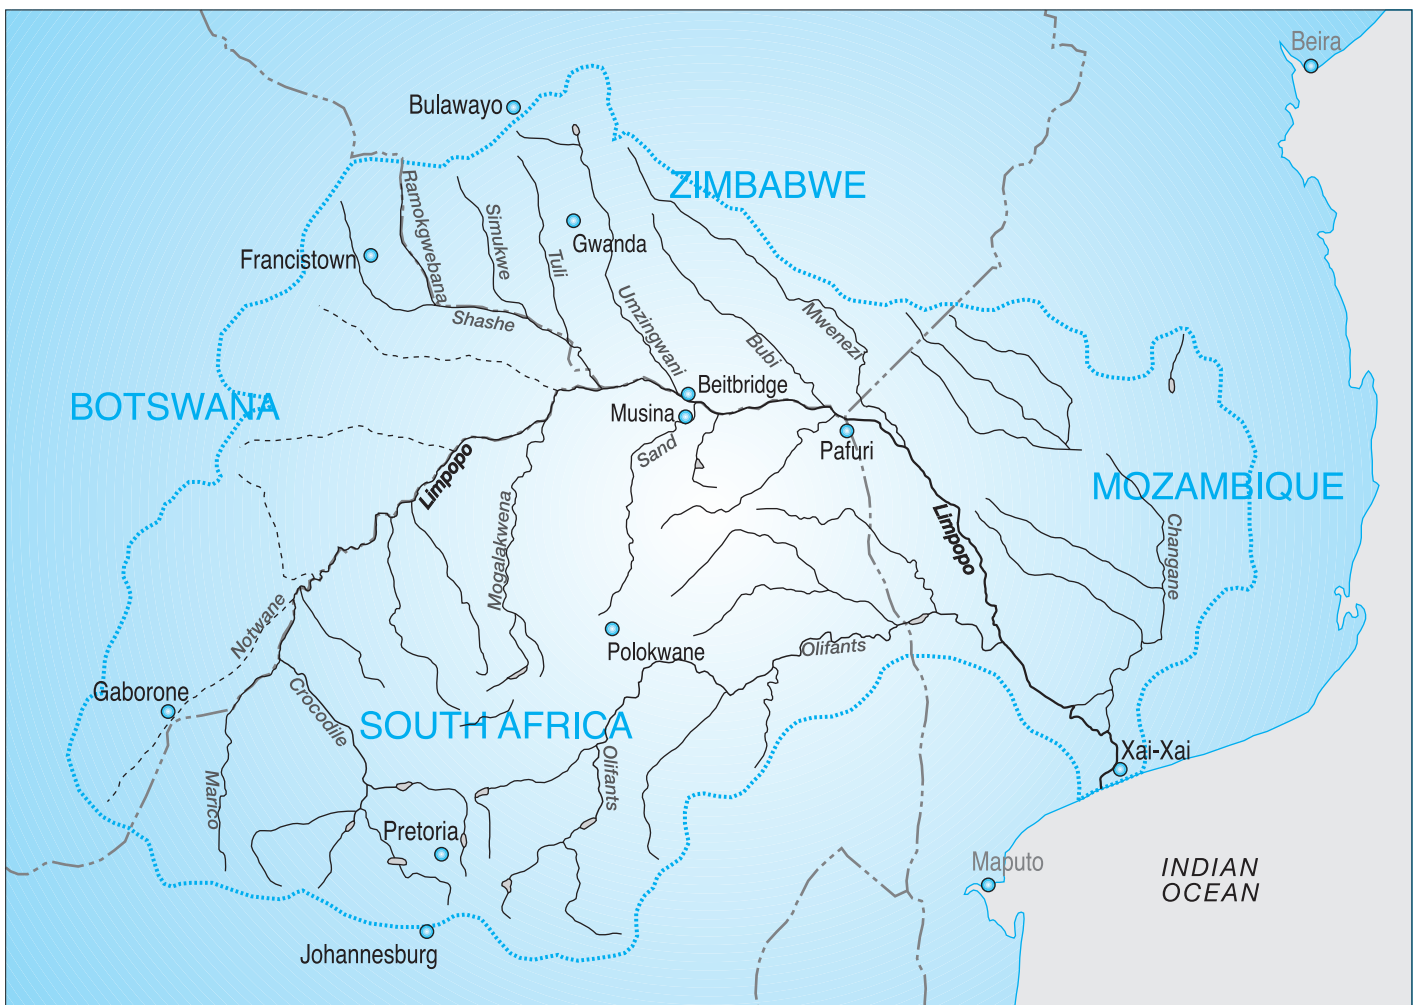 Beira
Bulawayo
ZIMBABWE
Ramokgwebana
Simukwe
Tuli
Gwanda
Francistown
Shashe
Umzingwani
Bubi
Mwenezi
BOTSWANA
Beitbridge
Musina
Sand
Pafuri
Limpopo
Mogalakwena
MOZAMBIQUE
Limpopo
Changane
Notwane
Polokwane
Olifants
Gaborone
Crocodile
SOUTH AFRICA
Olifants
Xai-Xai
Marico
Pretoria
Maputo
INDIAN
OCEAN
Johannesburg